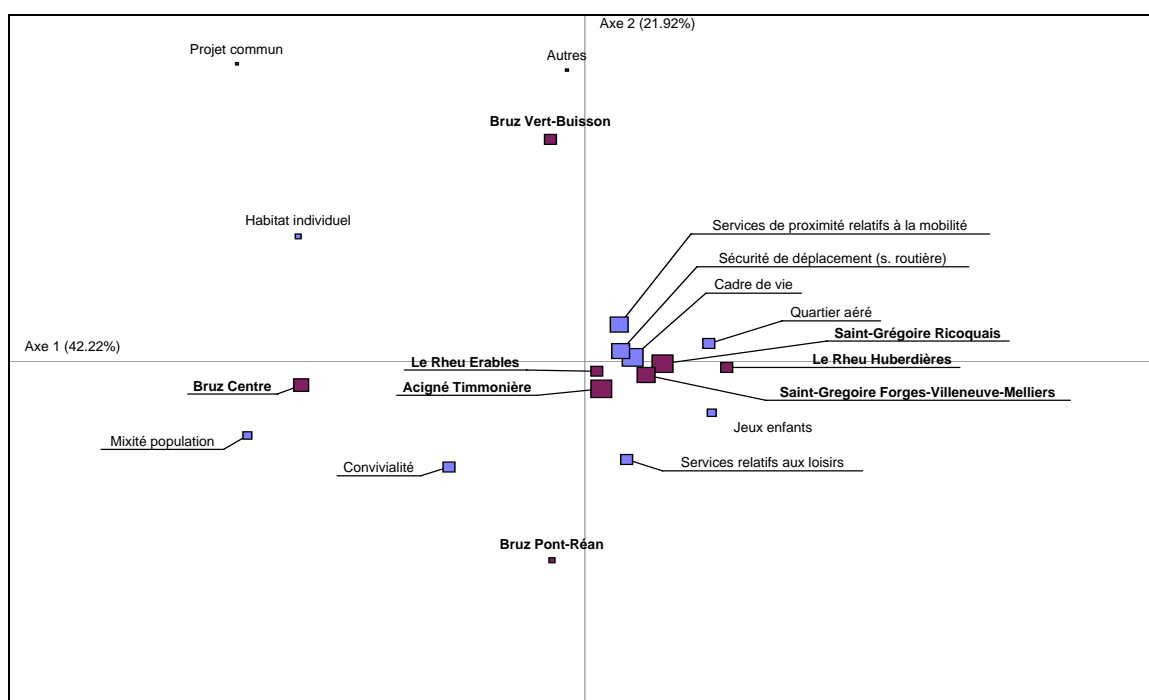 Axe 2 (21.92%)
Projet commun
Autres
Bruz Vert-Buisson
Habitat individuel
Services de proximité relatifs à la mobilité
Sécurité de déplacement (s. routière)
Cadre de vie
Quartier aéré
Saint-Grégoire Ricoquais
Axe 1 (42.22%)
Le Rheu Erables
Le Rheu Huberdières
Bruz Centre
Acigné Timmonière
Saint-Gregoire Forges-Villeneuve-Melliers
Jeux enfants
Mixité population
Convivialité
Services relatifs aux loisirs
Bruz Pont-Réan